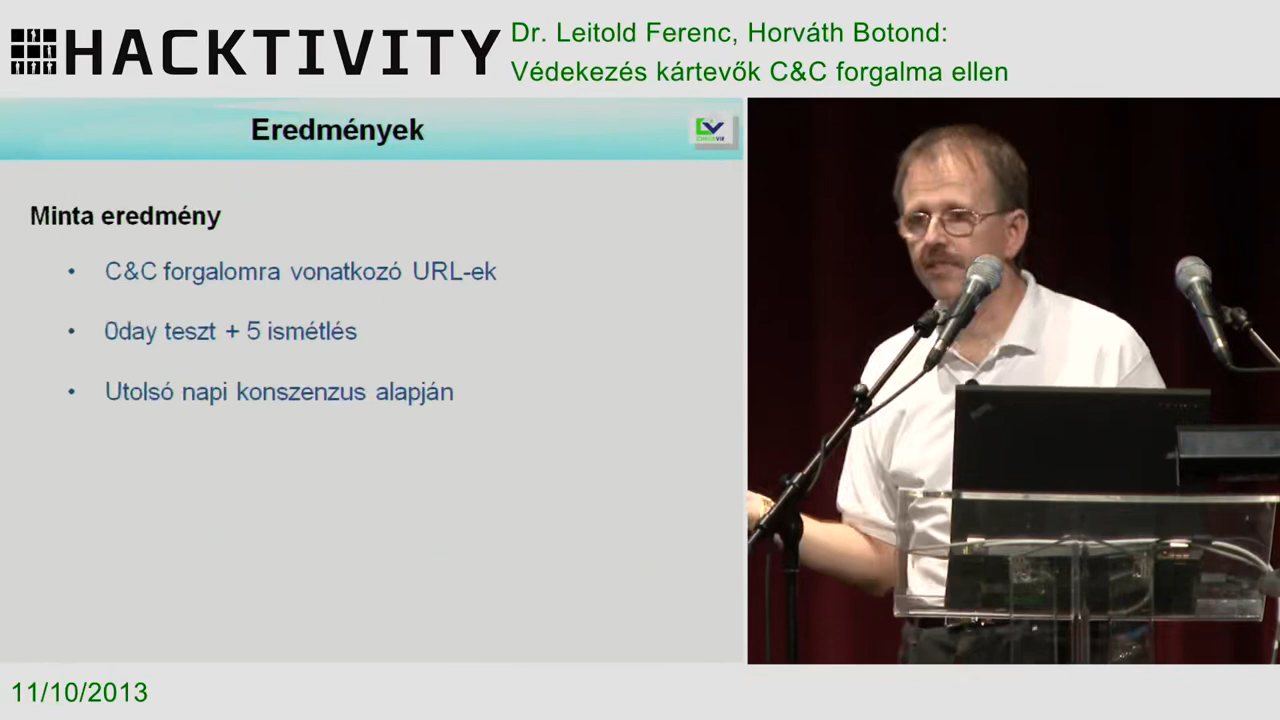 HACKTIVITY
Dr. Leitold Ferenc, Horváth Botond:
Védekezés kártevők C&C forgalma ellen
Eredmények
Minta eredmény
• C&C forgalomra vonatkozó URL-ek
• 0day teszt + 5 ismétlés
• Utolsó napi konszenzus alapján
11/10/2013